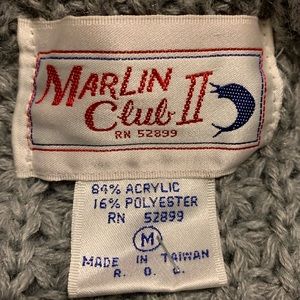 MARLIN
Club II
RN 52899
84% ACRYLIC
16% POLYESTER
RN 52899
M
MADE IN TAIWAN
R. O. C.